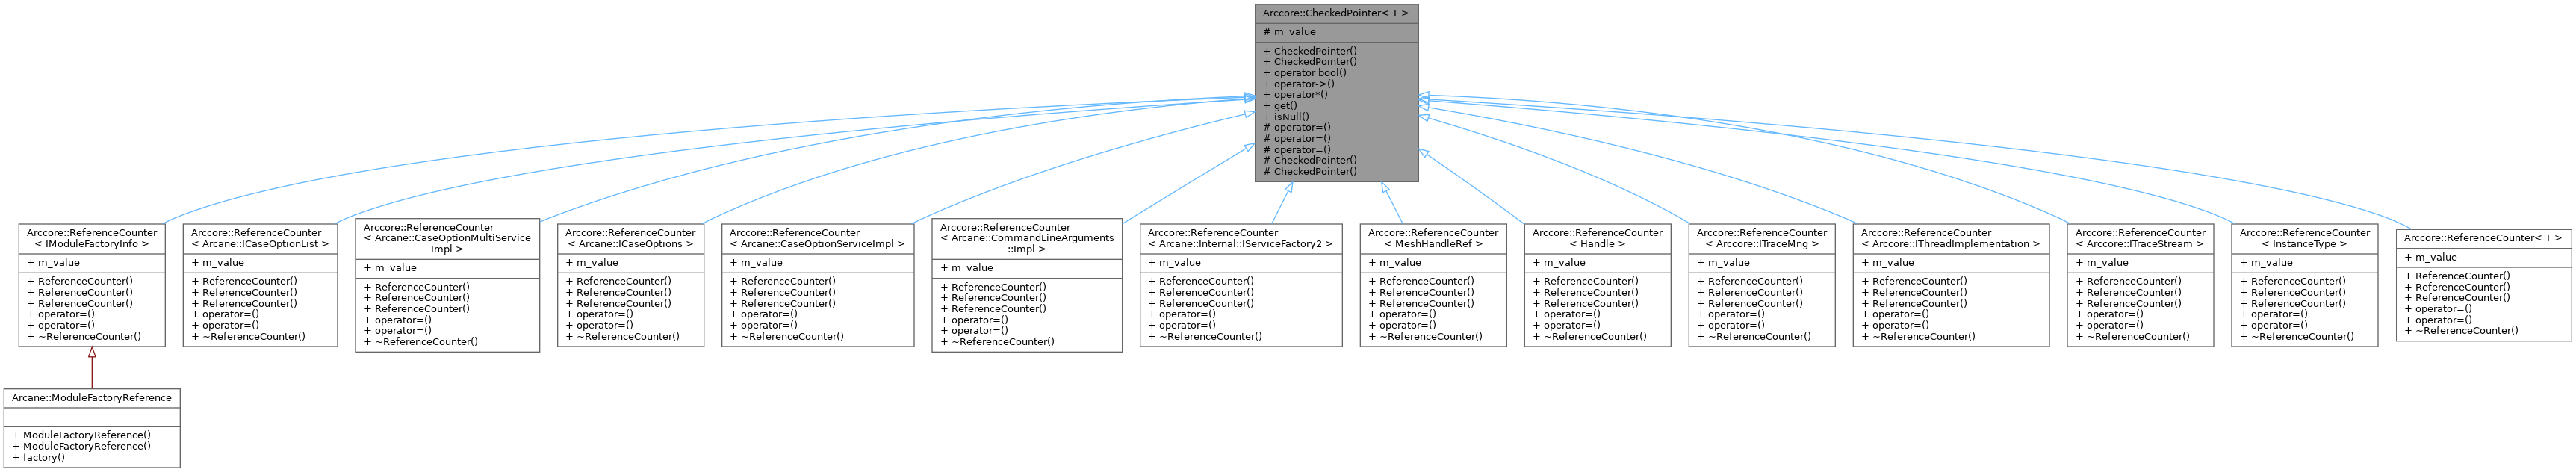 Arccore::CheckedPointer< T >
# m_value
+ CheckedPointer()
+ CheckedPointer()
+ operator bool()
+ operator->()
+ operator*()
+ get()
+ isNull()
# operator=()
# operator=()
# operator=()
# CheckedPointer()
# CheckedPointer()
Arccore::ReferenceCounter
< IModuleFactoryInfo >
+ m_value
+ ReferenceCounter()
+ ReferenceCounter()
+ ReferenceCounter()
+ operator=()
+ operator=()
+ ~ReferenceCounter()
Arccore::ReferenceCounter
< Arcane::ICaseOptionList >
+ m_value
+ ReferenceCounter()
+ ReferenceCounter()
+ ReferenceCounter()
+ operator=()
+ operator=()
+ ~ReferenceCounter()
Arccore::ReferenceCounter
< Arcane::CaseOptionMultiService
Impl >
+ m_value
+ ReferenceCounter()
+ ReferenceCounter()
+ ReferenceCounter()
+ operator=()
+ operator=()
+ ~ReferenceCounter()
Arccore::ReferenceCounter
< Arcane::ICaseOptions >
+ m_value
+ ReferenceCounter()
+ ReferenceCounter()
+ ReferenceCounter()
+ operator=()
+ operator=()
+ ~ReferenceCounter()
Arccore::ReferenceCounter
< Arcane::CaseOptionServiceImpl >
+ m_value
+ ReferenceCounter()
+ ReferenceCounter()
+ ReferenceCounter()
+ operator=()
+ operator=()
+ ~ReferenceCounter()
Arccore::ReferenceCounter
< Arcane::CommandLineArguments
::Impl >
+ m_value
+ ReferenceCounter()
+ ReferenceCounter()
+ ReferenceCounter()
+ operator=()
+ operator=()
+ ~ReferenceCounter()
Arccore::ReferenceCounter
< Arcane::Internal::IServiceFactory2 >
+ m_value
+ ReferenceCounter()
+ ReferenceCounter()
+ ReferenceCounter()
+ operator=()
+ operator=()
+ ~ReferenceCounter()
Arccore::ReferenceCounter
< MeshHandleRef >
+ m_value
+ ReferenceCounter()
+ ReferenceCounter()
+ ReferenceCounter()
+ operator=()
+ operator=()
+ ~ReferenceCounter()
Arccore::ReferenceCounter
< Handle >
+ m_value
+ ReferenceCounter()
+ ReferenceCounter()
+ ReferenceCounter()
+ operator=()
+ operator=()
+ ~ReferenceCounter()
Arccore::ReferenceCounter
< Arccore::ITraceMng >
+ m_value
+ ReferenceCounter()
+ ReferenceCounter()
+ ReferenceCounter()
+ operator=()
+ operator=()
+ ~ReferenceCounter()
Arccore::ReferenceCounter
< Arccore::IThreadImplementation >
+ m_value
+ ReferenceCounter()
+ ReferenceCounter()
+ ReferenceCounter()
+ operator=()
+ operator=()
+ ~ReferenceCounter()
Arccore::ReferenceCounter
< Arccore::ITraceStream >
+ m_value
+ ReferenceCounter()
+ ReferenceCounter()
+ ReferenceCounter()
+ operator=()
+ operator=()
+ ~ReferenceCounter()
Arccore::ReferenceCounter
< InstanceType >
+ m_value
+ ReferenceCounter()
+ ReferenceCounter()
+ ReferenceCounter()
+ operator=()
+ operator=()
+ ~ReferenceCounter()
Arccore::ReferenceCounter< T >
+ m_value
+ ReferenceCounter()
+ ReferenceCounter()
+ ReferenceCounter()
+ operator=()
+ operator=()
+ ~ReferenceCounter()
Arcane::ModuleFactoryReference
+ ModuleFactoryReference()
+ ModuleFactoryReference()
+ factory()